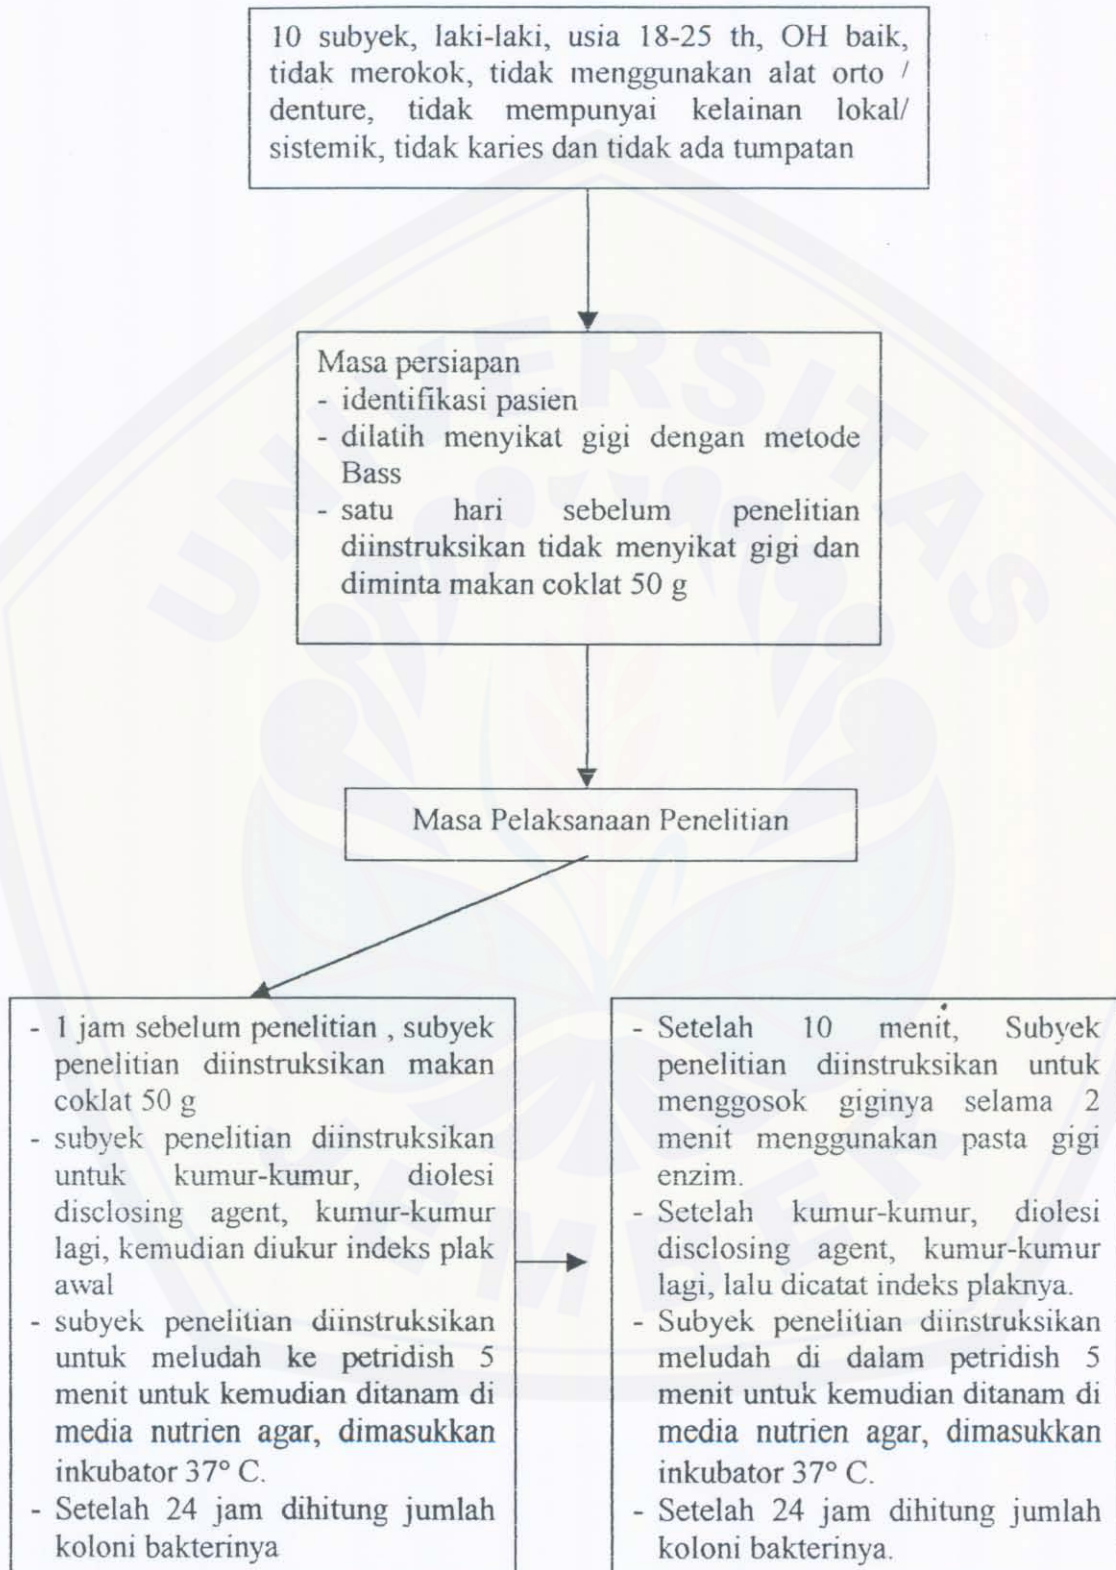 10 subyek, laki-laki, usia 18-25 th, OH baik,
tidak merokok, tidak menggunakan alat orto /
denture, tidak mempunyai kelainan lokal/
sistemik, tidak karies dan tidak ada tumpatan
Masa persiapan
- identifikasi pasien
- dilatih menyikat gigi dengan metode
Bass
- satu hari sebelum penelitian
diinstruksikan tidak menyikat gigi dan
diminta makan coklat 50 g
Masa Pelaksanaan Penelitian
- 1 jam sebelum penelitian , subyek
penelitian diinstruksikan makan
coklat 50 g
- subyek penelitian diinstruksikan
untuk kumur-kumur, diolesi
disclosing agent, kumur-kumur
lagi, kemudian diukur indeks plak
awal
- subyek penelitian diinstruksikan
untuk meludah ke petridish 5
menit untuk kemudian ditanam di
media nutrien agar, dimasukkan
inkubator 37° C.
- Setelah 24 jam dihitung jumlah
koloni bakterinya
- Setelah 10 menit, Subyek
penelitian diinstruksikan untuk
menggosok giginya selama 2
menit menggunakan pasta gigi
enzim.
- Setelah kumur-kumur, diolesi
disclosing agent, kumur-kumur
lagi, lalu dicatat indeks plaknya.
- Subyek penelitian diinstruksikan
meludah di dalam petridish 5
menit untuk kemudian ditanam di
media nutrien agar, dimasukkan
inkubator 37° C.
- Setelah 24 jam dihitung jumlah
koloni bakterinya.
UNIVERSITAS
JEMBER